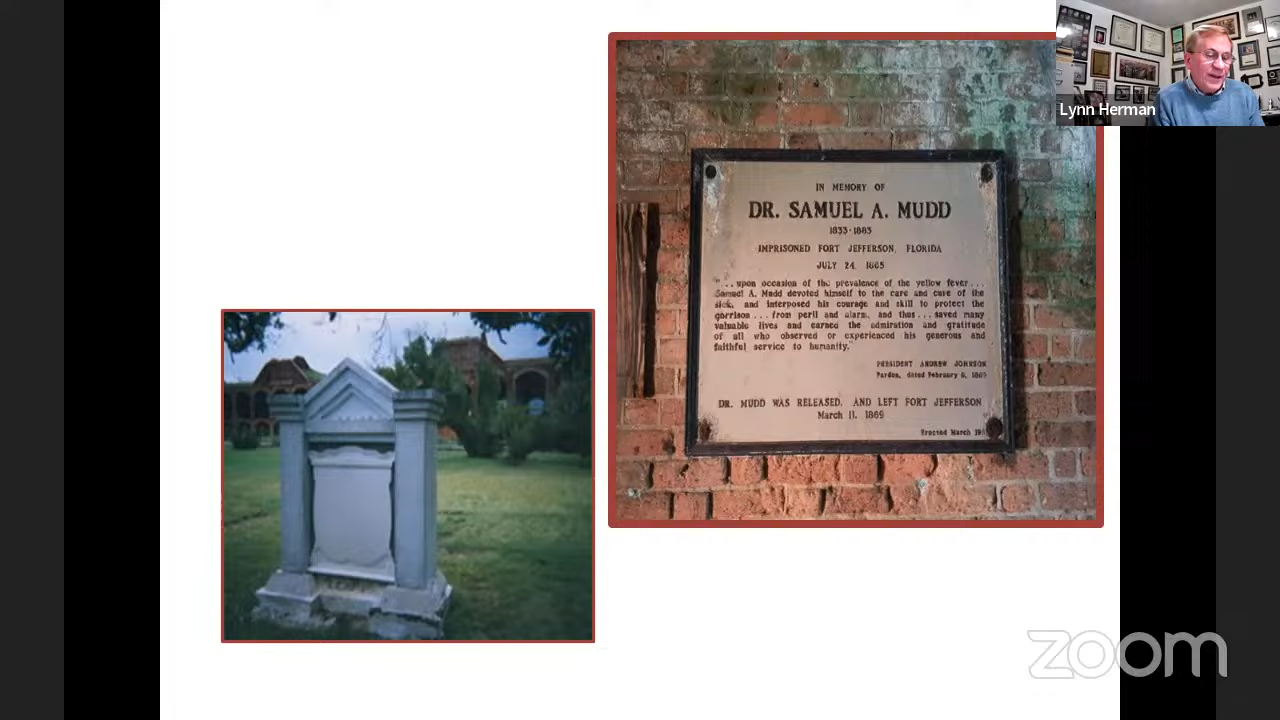 Lynn Herman
IN MEMORY OF
DR. SAMUEL A. MUDD
1833-1883
IMPRISONED FORT JEFFERSON, FLORIDA
JULY 24, 1865
"...upon occasion of the prevalence of the yellow fever...
Samuel A. Mudd devoted himself to the care and cure of the
sick, and interposed his courage and skill to protect the
garrison... from peril and alarm, and thus... saved many
valuable lives and earned the admiration and gratitude
of all who observed or experienced his generous and
faithful service to humanity."
PRESIDENT ANDREW JOHNSON
Pardon, dated February 8, 1869
DR. MUDD WAS RELEASED, AND LEFT FORT JEFFERSON
March 11, 1869
Erected March
zoom